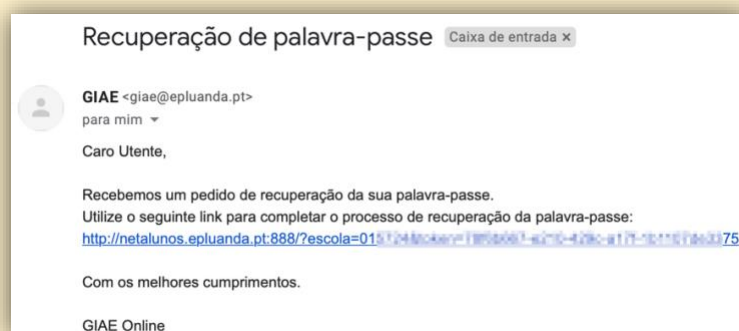 Recuperação de palavra-passe Caixa de entrada x
GIAE <giae@epluanda.pt>
para mim
Caro Utente,
Recebemos um pedido de recuperação da sua palavra-passe.
Utilize o seguinte link para completar o processo de recuperação da palavra-passe:
http://netalunos.epluanda.pt:888/?escola=01
Com os melhores cumprimentos.
GIAE Online